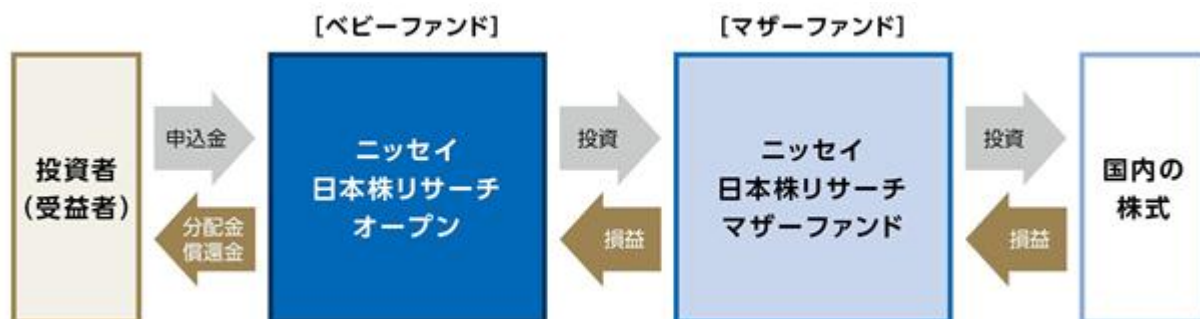 [ベビーファンド]
[マザーファンド]
投資者
(受益者)
申込金
分配金
償還金
ニッセイ
日本株リサーチ
オープン
投資
損益
ニッセイ
日本株リサーチ
マザーファンド
投資
損益
国内の
株式